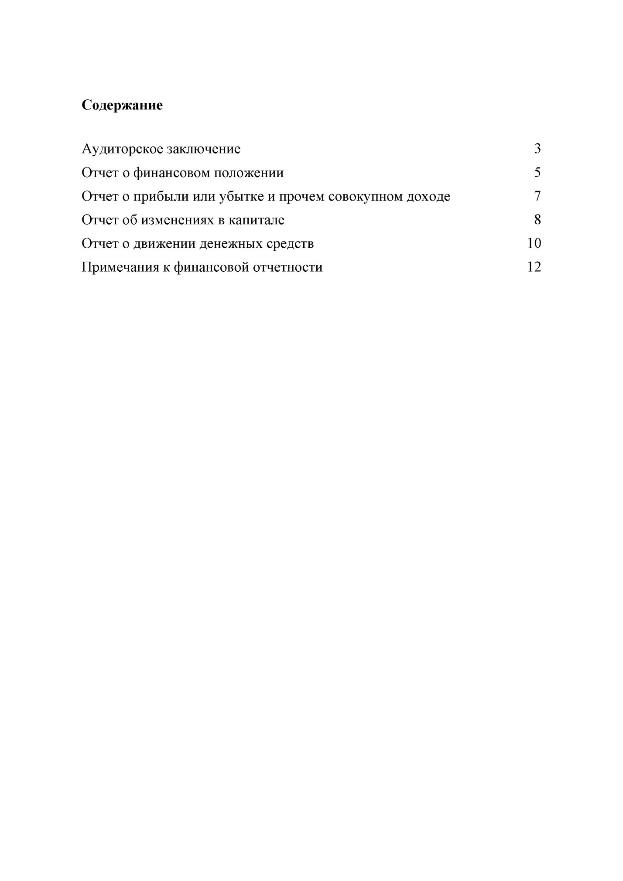 Содержание
Аудиторское заключение 3
Отчет о финансовом положении 5
Отчет о прибыли или убытке и прочем совокупном доходе 7
Отчет об изменениях в капитале 8
Отчет о движении денежных средств 10
Примечания к финансовой отчетности 12